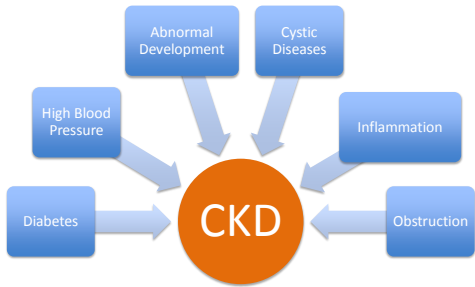 Abnormal
Development
Cystic
Diseases
High Blood
Pressure
Inflammation
Diabetes
CKD
Obstruction